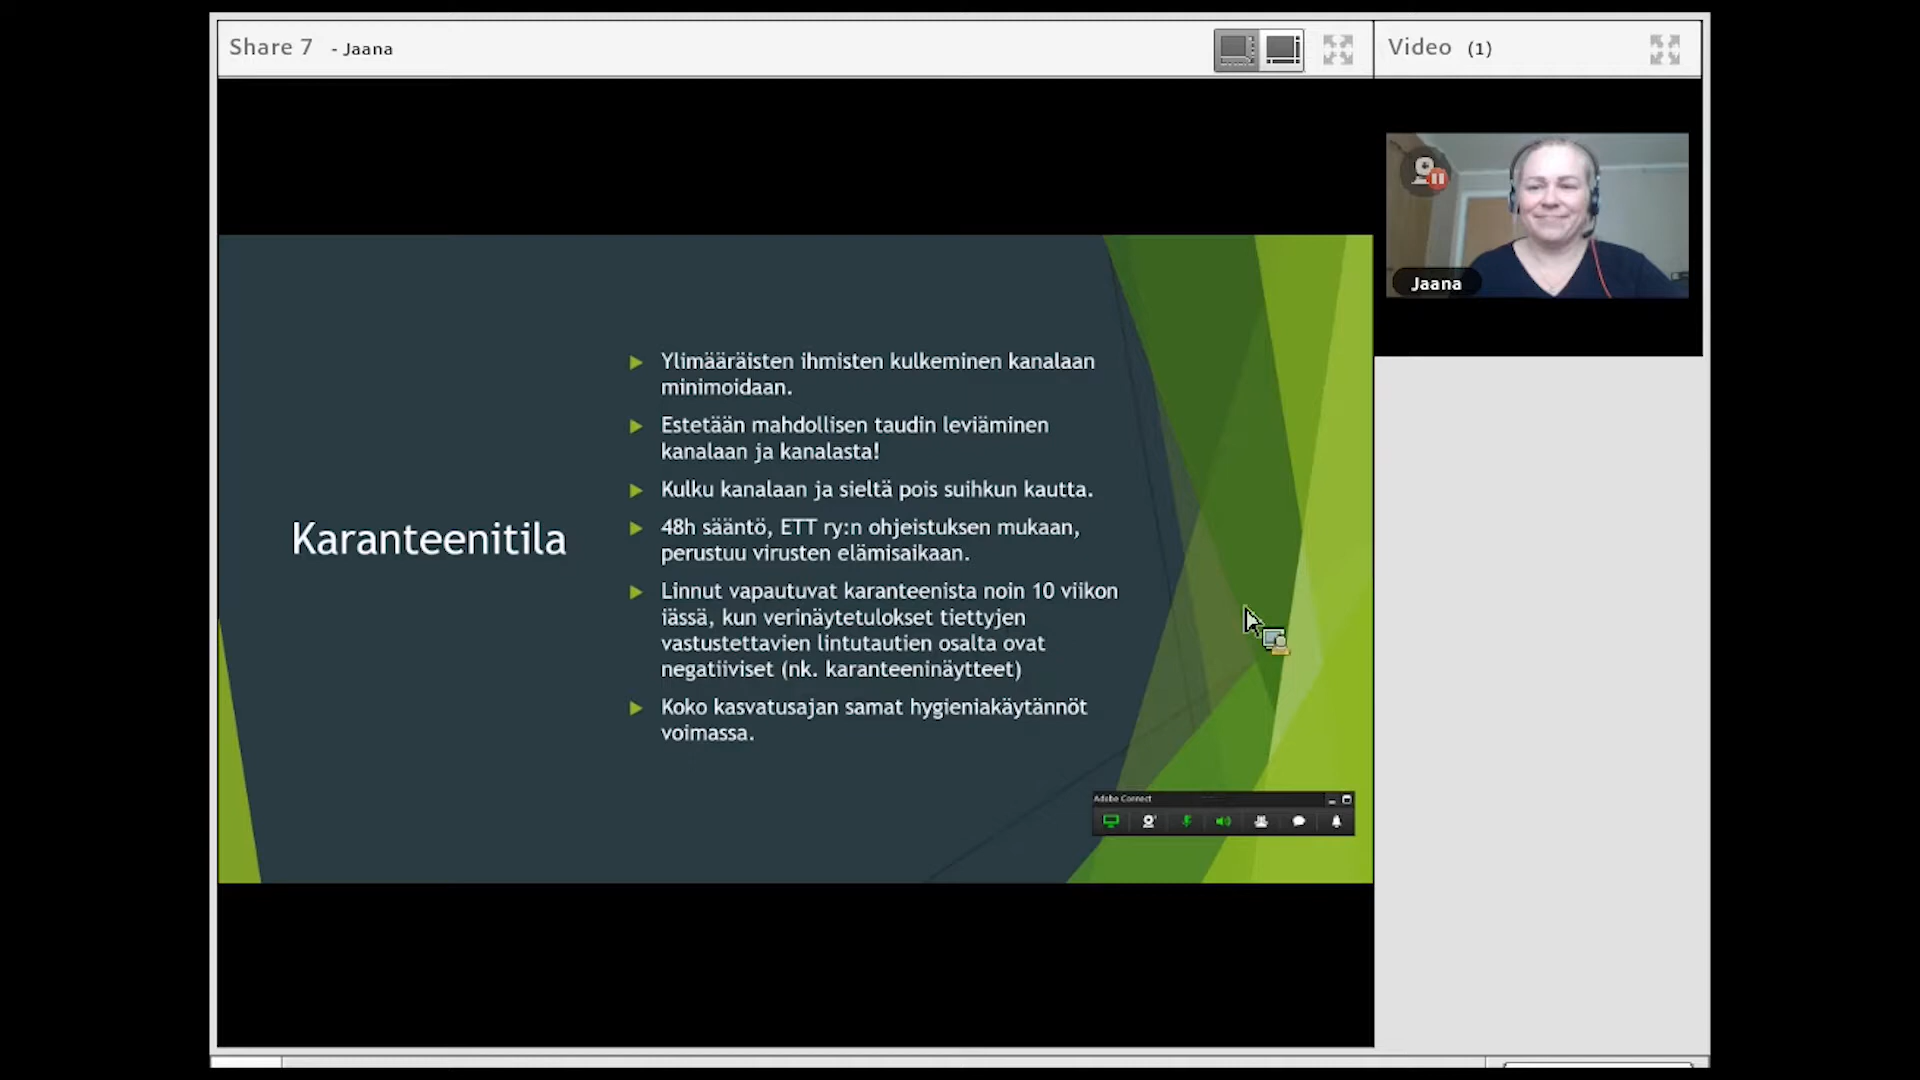 Share 7 - Jaana
Video (1)
Jaana
Karanteenitila
Ylimääräisten ihmisten kulkeminen kanalaan
minimoidaan.
Estetään mahdollisen taudin leviäminen
kanalaan ja kanalasta!
Kulku kanalaan ja sieltä pois suihkun kautta.
48h sääntö, ETT ry:n ohjeistuksen mukaan,
perustuu virusten elämisaikaan.
Linnut vapautuvat karanteenista noin 10 viikon
iässä, kun verinäytetulokset tiettyjen
vastustettavien lintutautien osalta ovat
negatiiviset (nk. karanteeninäytteet)
Koko kasvatusajan samat hygieniakäytännöt
voimassa.
Adobe Connect